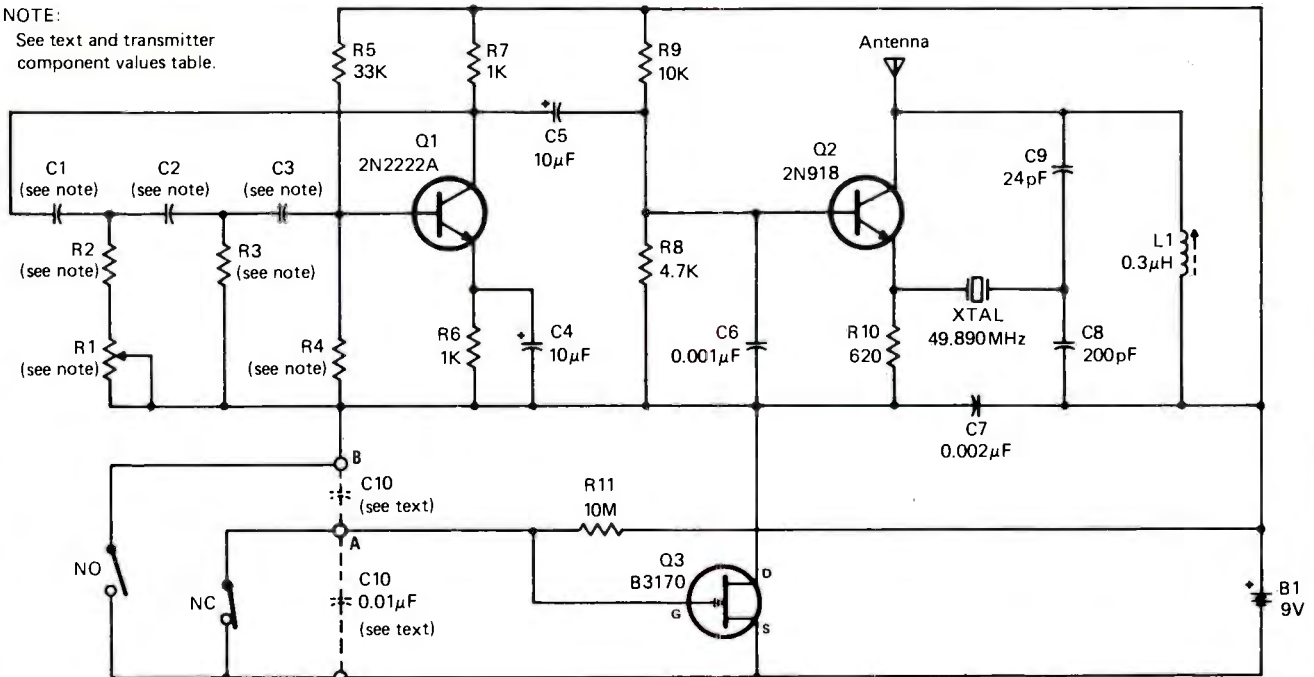 NOTE:
See text and transmitter
component values table.
R5
33K
R7
1K
R9
10K
Antenna
C1
(see note)
C2
(see note)
C3
(see note)
Q1
2N2222A
+
C5
10µF
Q2
2N918
C9
24pF
L1
0.3µH
R2
(see note)
R3
(see note)
R8
4.7K
XTAL
49.890MHz
R1
(see note)
R4
(see note)
R6
1K
+
C4
10µF
C6
0.001µF
R10
620
C8
200pF
C7
0.002µF
B
C10
(see text)
A
R11
10M
NO
NC
C10
0.01µF
(see text)
Q3
B3170
G
D
S
+
B1
9V